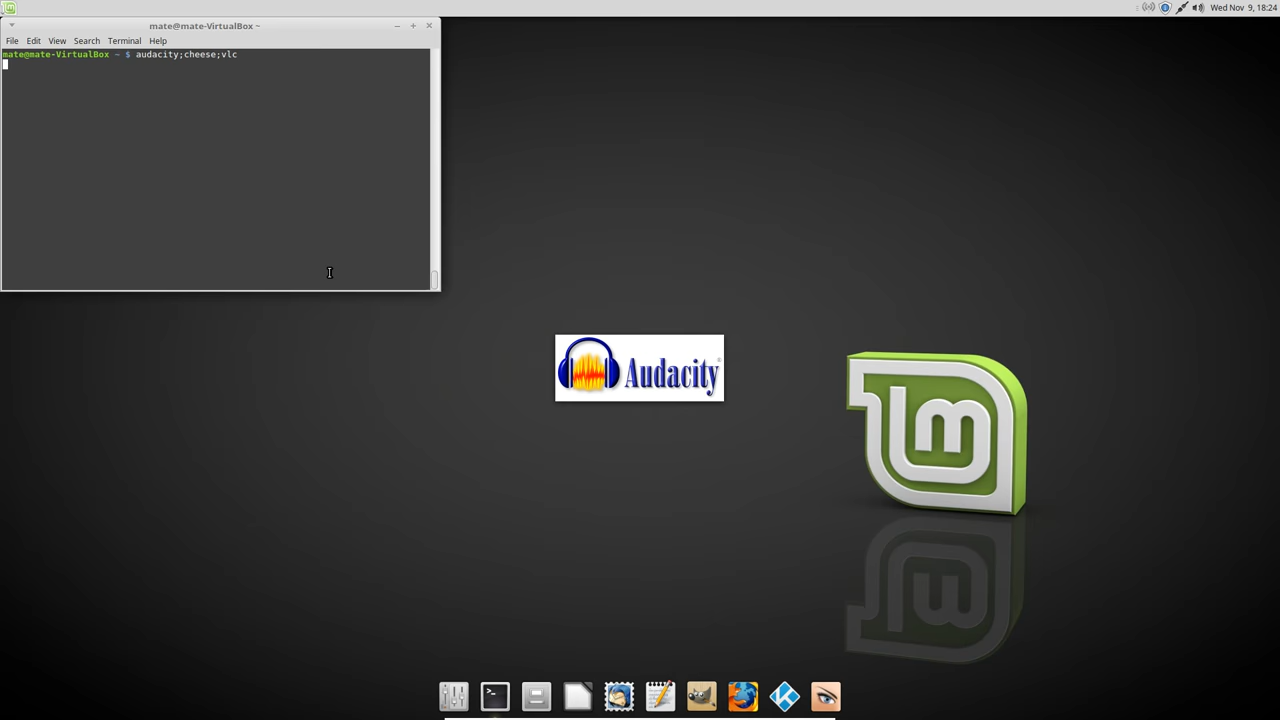 Wed Nov 9, 18:24
mate@mate-VirtualBox ~
File Edit View Search Terminal Help
mate@mate-VirtualBox ~ $ audacity;cheese;vlc
Audacity